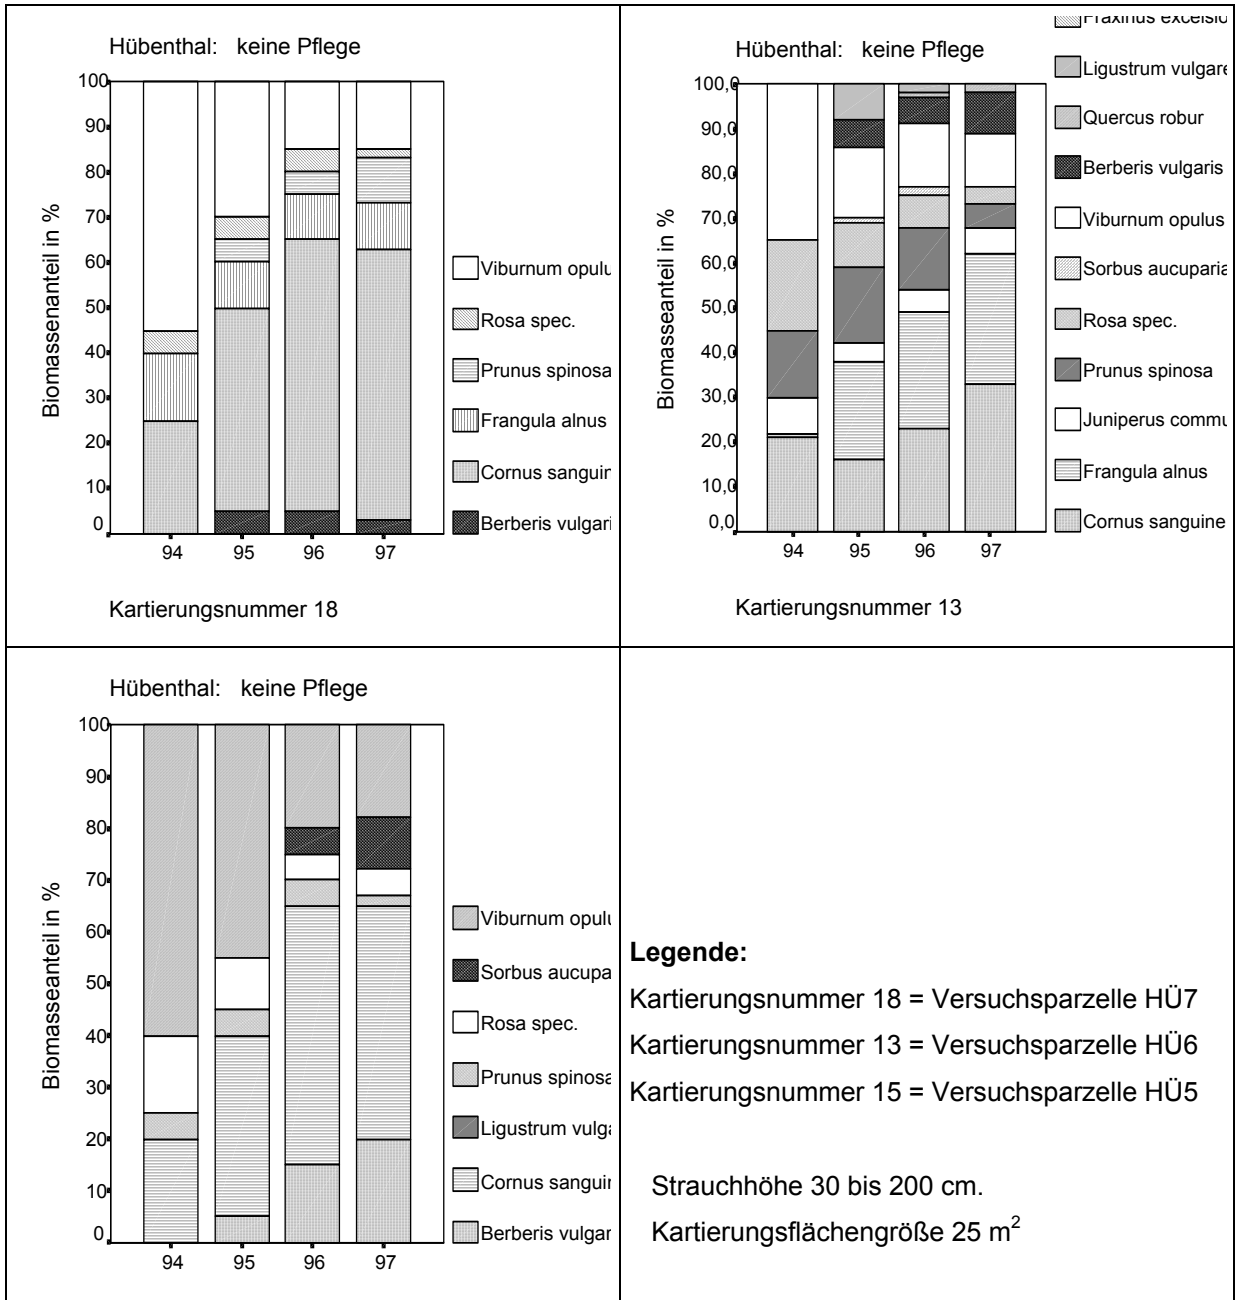 Hübenthal: keine Pflege
Biomassenanteil in %
100
90
80
70
60
50
40
30
20
10
0
94 95 96 97
Viburnum opulu
Rosa spec.
Prunus spinosa
Frangula alnus
Cornus sanguin
Berberis vulgari
Kartierungsnummer 18
Hübenthal: keine Pflege
Biomasseanteil in %
100,0
90,0
80,0
70,0
60,0
50,0
40,0
30,0
20,0
10,0
0,0
94 95 96 97
Fraxinus excelsio
Ligustrum vulgare
Quercus robur
Berberis vulgaris
Viburnum opulus
Sorbus aucuparia
Rosa spec.
Prunus spinosa
Juniperus commu
Frangula alnus
Cornus sanguine
Kartierungsnummer 13
Hübenthal: keine Pflege
Biomasseanteil in %
100
90
80
70
60
50
40
30
20
10
0
94 95 96 97
Viburnum opulu
Sorbus aucupa
Rosa spec.
Prunus spinosa
Ligustrum vulga
Cornus sanguin
Berberis vulgar
Legende:
Kartierungsnummer 18 = Versuchsparzelle HÜ7
Kartierungsnummer 13 = Versuchsparzelle HÜ6
Kartierungsnummer 15 = Versuchsparzelle HÜ5
Strauchhöhe 30 bis 200 cm.
Kartierungsflächengröße 25 m²